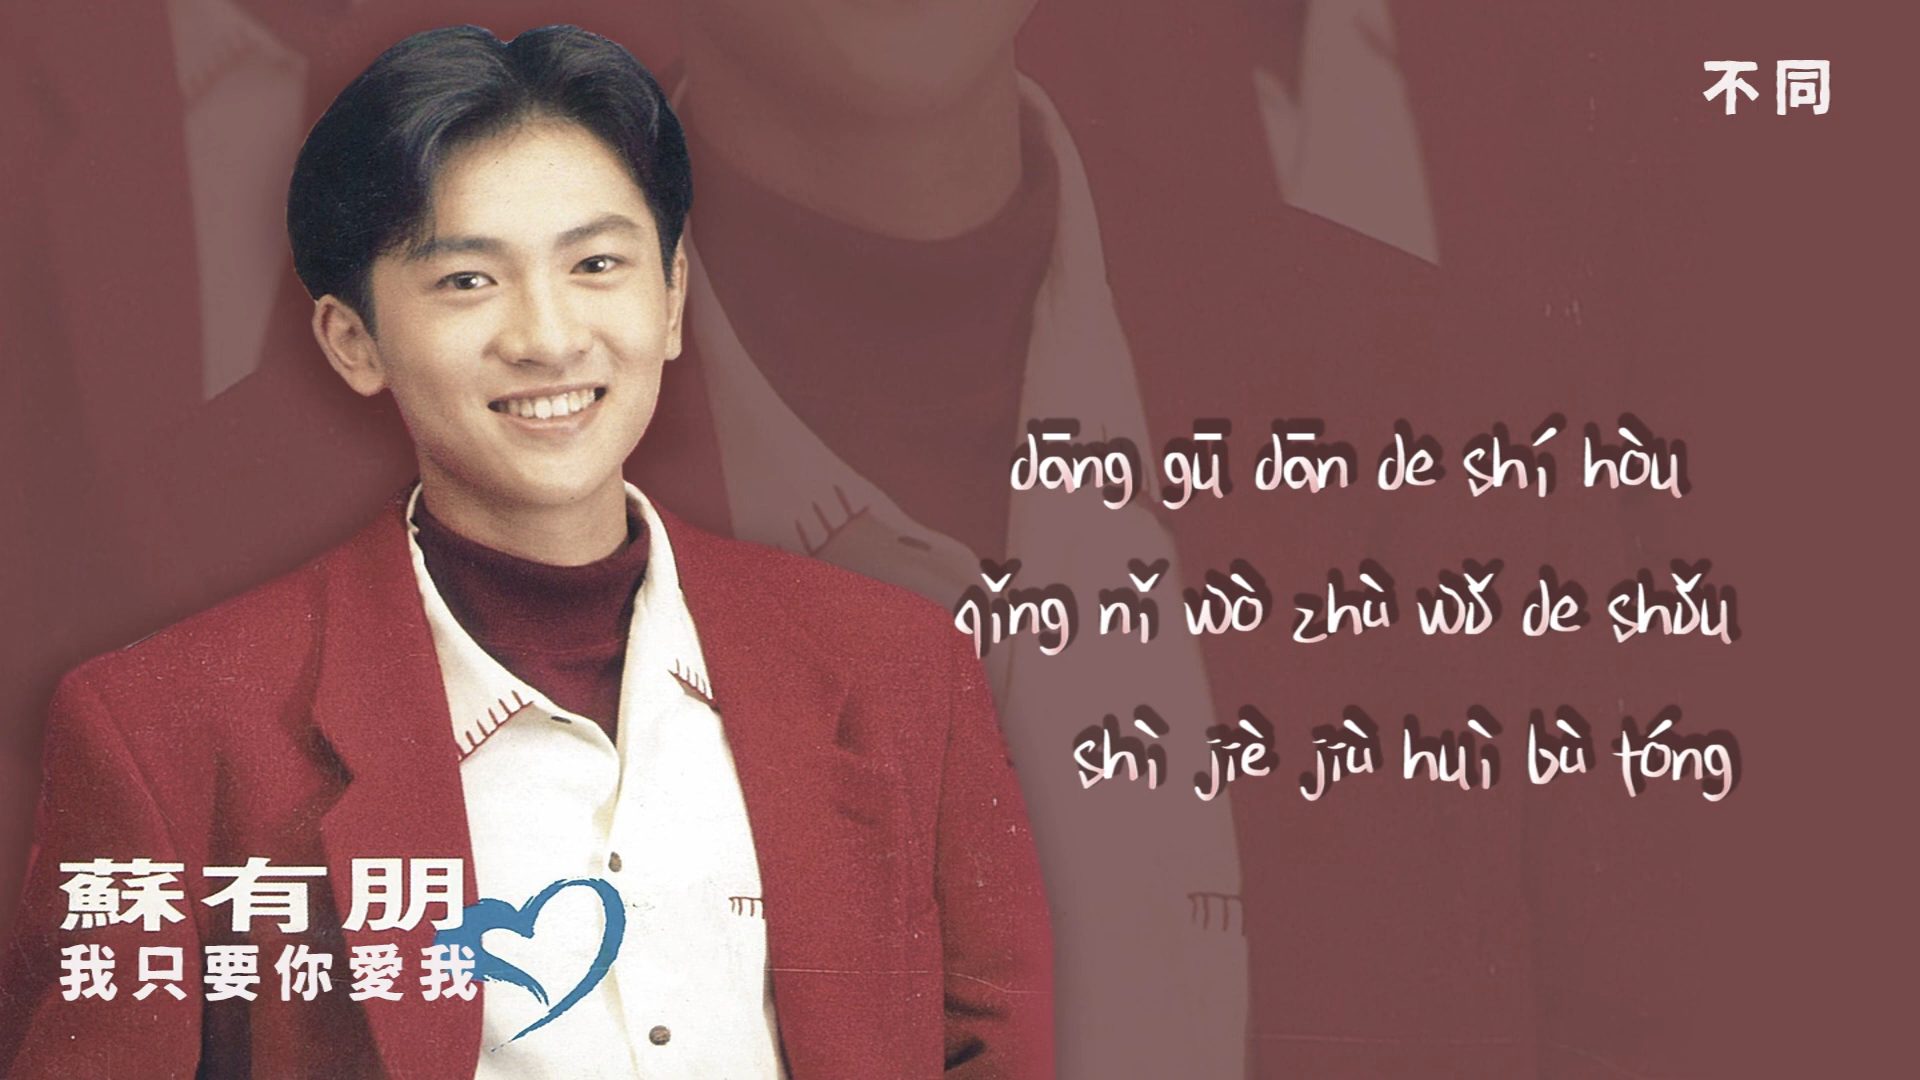 不同
dāng gū dān de shí hòu
qǐng nǐ wò zhù wǒ de shǒu
shì jiè jiù huì bù tóng
蘇有朋
我只要你愛我